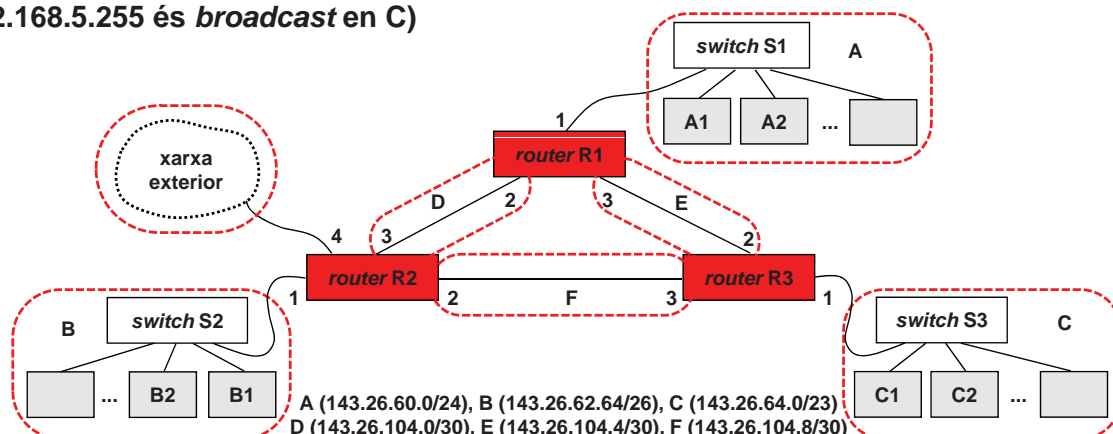 2.168.5.255 és broadcast en C)
switch S1
A
A1
A2
...
1
router R1
xarxa
exterior
D
2
3
E
4
3
2
router R2
router R3
1
2
F
3
1
B
switch S2
switch S3
C
...
B2
B1
C1
C2
...
A (143.26.60.0/24), B (143.26.62.64/26), C (143.26.64.0/23)
D (143.26.104.0/30), E (143.26.104.4/30), F (143.26.104.8/30)